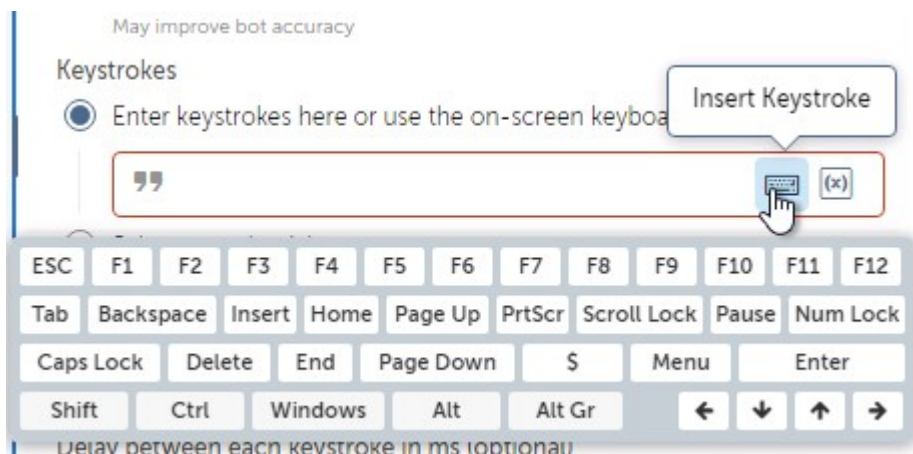 May improve bot accuracy
Keystrokes
Insert Keystroke
Enter keystrokes here or use the on-screen keyboa
"
(x)
ESC F1 F2 F3 F4 F5 F6 F7 F8 F9 F10 F11 F12
Tab Backspace Insert Home Page Up PrtScr Scroll Lock Pause Num Lock
Caps Lock Delete End Page Down $ Menu Enter
Shift Ctrl Windows Alt Alt Gr ← ↓ ↑ →
Delay between each keystroke in ms (optional)